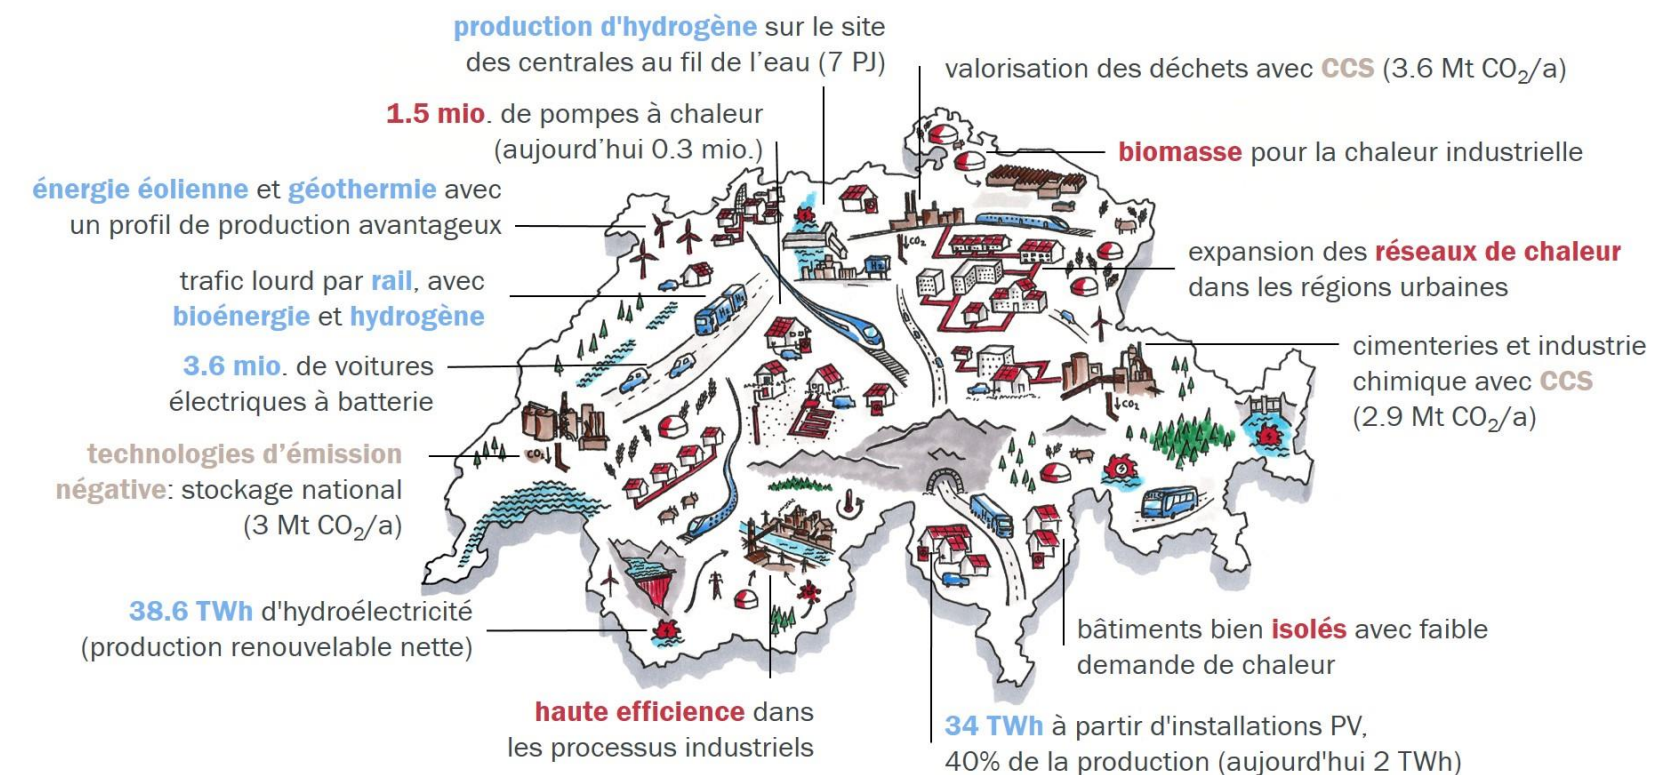 production d'hydrogène sur le site
des centrales au fil de l'eau (7 PJ)
valorisation des déchets avec CCS (3.6 Mt CO₂/a)
1.5 mio. de pompes à chaleur
(aujourd'hui 0.3 mio.)
biomasse pour la chaleur industrielle
énergie éolienne et géothermie avec
un profil de production avantageux
expansion des réseaux de chaleur
dans les régions urbaines
trafic lourd par rail, avec
bioénergie et hydrogène
3.6 mio. de voitures
électriques à batterie
cimenteries et industrie
chimique avec CCS
(2.9 Mt CO₂/a)
technologies d'émission
négative: stockage national
(3 Mt CO₂/a)
38.6 TWh d'hydroélectricité
(production renouvelable nette)
bâtiments bien isolés avec faible
demande de chaleur
haute efficience dans
les processus industriels
34 TWh à partir d'installations PV,
40% de la production (aujourd'hui 2 TWh)
CO₂
H₂
H₂
CO₂
CO₂
H₂